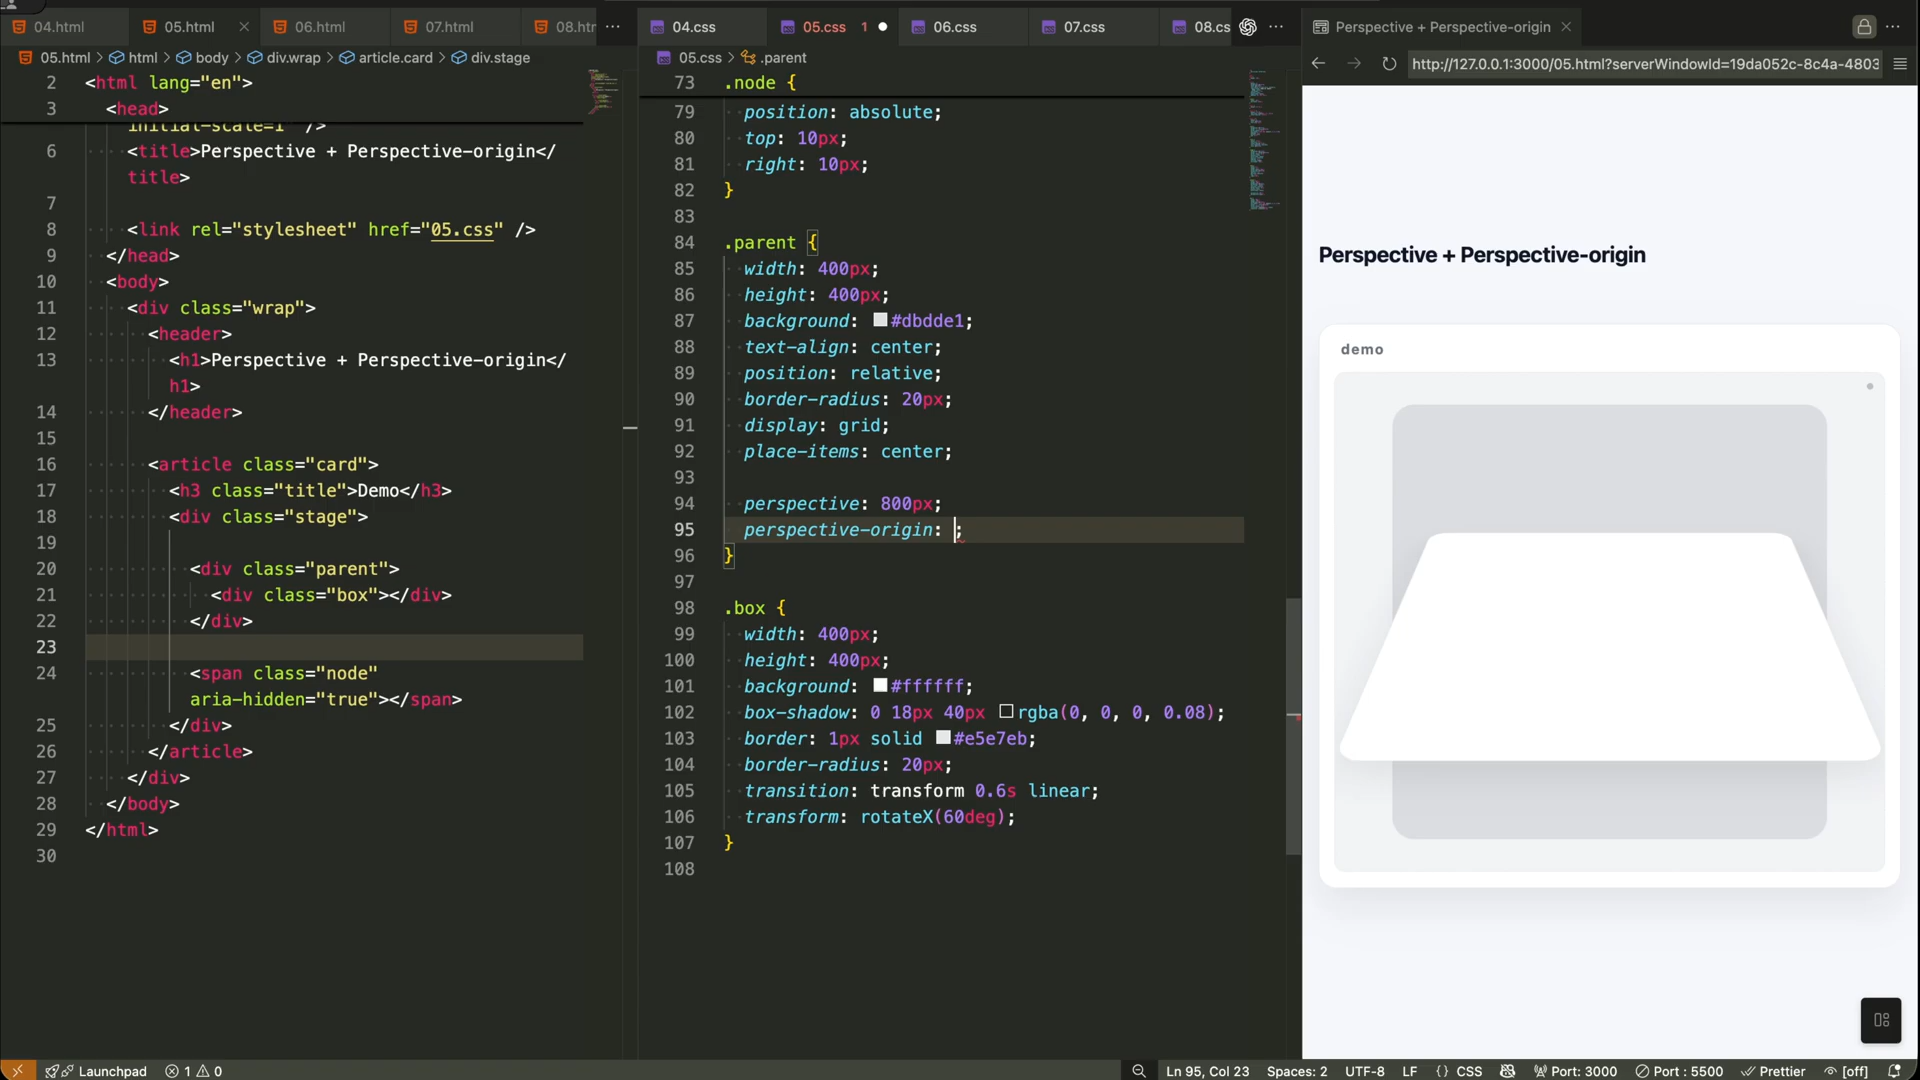 04.html
05.html
06.html
07.html
08.htm
04.css
05.css 1
06.css
07.css
08.cs
Perspective + Perspective-origin
05.html > html > body > div.wrap > article.card > div.stage
05.css > .parent
http://127.0.0.1:3000/05.html?serverWindowId=19da052c-8c4a-4803
2 <html lang="en">
3 <head>
initial-scale=1" />
6 <title>Perspective + Perspective-origin</
title>
7
8 <link rel="stylesheet" href="05.css" />
9 </head>
10 <body>
11 <div class="wrap">
12 <header>
13 <h1>Perspective + Perspective-origin</
h1>
14 </header>
15
16 <article class="card">
17 <h3 class="title">Demo</h3>
18 <div class="stage">
19
20 <div class="parent">
21 <div class="box"></div>
22 </div>
23
24 <span class="node"
aria-hidden="true"></span>
25 </div>
26 </article>
27 </div>
28 </body>
29 </html>
30
73 .node {
79 position: absolute;
80 top: 10px;
81 right: 10px;
82 }
83
84 .parent {
85 width: 400px;
86 height: 400px;
87 background: #dbdde1;
88 text-align: center;
89 position: relative;
90 border-radius: 20px;
91 display: grid;
92 place-items: center;
93
94 perspective: 800px;
95 perspective-origin: ;
96 }
97
98 .box {
99 width: 400px;
100 height: 400px;
101 background: #ffffff;
102 box-shadow: 0 18px 40px rgba(0, 0, 0, 0.08);
103 border: 1px solid #e5e7eb;
104 border-radius: 20px;
105 transition: transform 0.6s linear;
106 transform: rotateX(60deg);
107 }
108
Perspective + Perspective-origin
demo
Launchpad 1 0
Ln 95, Col 23 Spaces: 2 UTF-8 LF {} CSS Port: 3000 Port : 5500 Prettier [off]